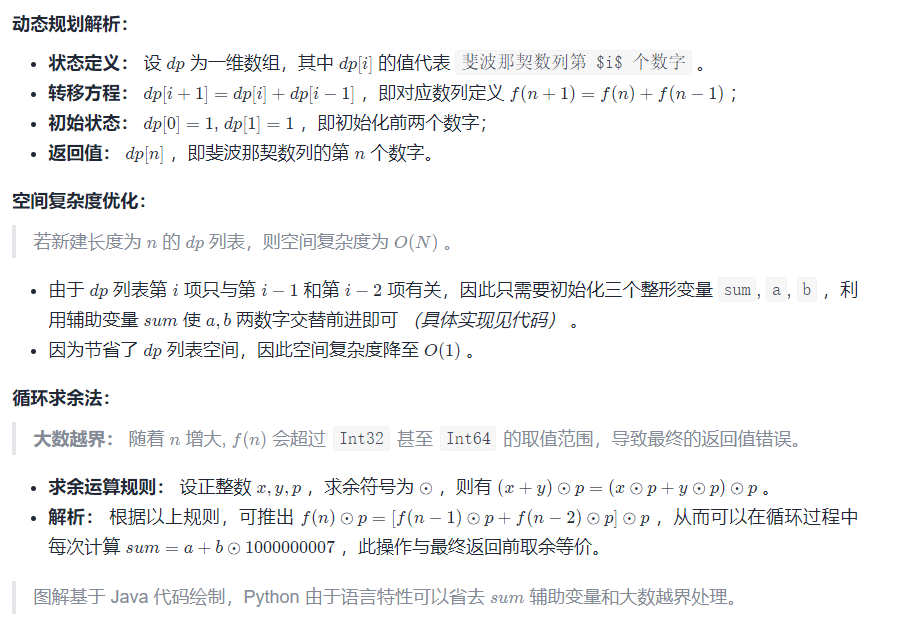 动态规划解析：
• 状态定义： 设 dp 为一维数组，其中 dp[i] 的值代表 斐波那契数列第 $i$ 个数字 。
• 转移方程： dp[i + 1] = dp[i] + dp[i − 1] ，即对应数列定义 f(n + 1) = f(n) + f(n − 1) ；
• 初始状态： dp[0] = 1, dp[1] = 1 ，即初始化前两个数字；
• 返回值： dp[n] ，即斐波那契数列的第 n 个数字。
空间复杂度优化：
若新建长度为 n 的 dp 列表，则空间复杂度为 O(N) 。
• 由于 dp 列表第 i 项只与第 i − 1 和第 i − 2 项有关，因此只需要初始化三个整形变量 sum, a, b ，利
用辅助变量 sum 使 a, b 两数字交替前进即可 （具体实现见代码） 。
• 因为节省了 dp 列表空间，因此空间复杂度降至 O(1) 。
循环求余法：
大数越界： 随着 n 增大, f(n) 会超过 Int32 甚至 Int64 的取值范围，导致最终的返回值错误。
• 求余运算规则： 设正整数 x, y, p ，求余符号为 ⊙ ，则有 (x + y) ⊙ p = (x ⊙ p + y ⊙ p) ⊙ p 。
• 解析： 根据以上规则，可推出 f(n) ⊙ p = [f(n − 1) ⊙ p + f(n − 2) ⊙ p] ⊙ p ，从而可以在循环过程中
每次计算 sum = a + b ⊙ 1000000007 ，此操作与最终返回前取余等价。
图解基于 Java 代码绘制，Python 由于语言特性可以省去 sum 辅助变量和大数越界处理。